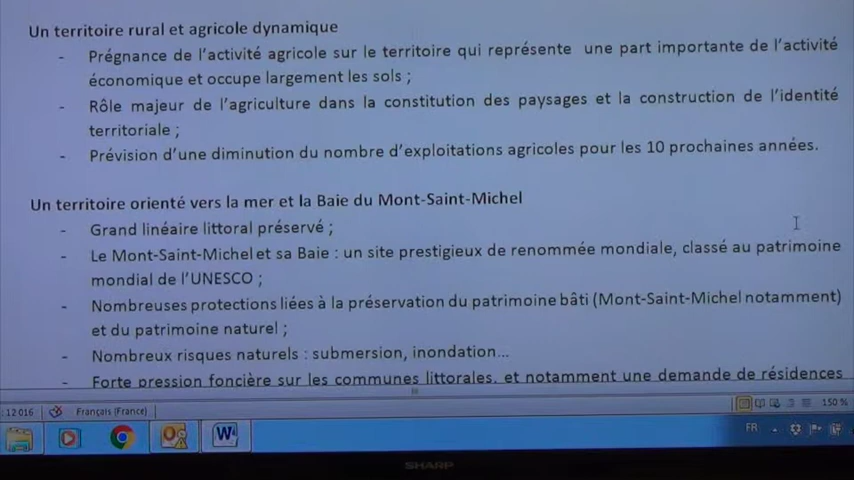 Un territoire rural et agricole dynamique
- Prégnance de l'activité agricole sur le territoire qui représente une part importante de l'activité
économique et occupe largement les sols ;
- Rôle majeur de l'agriculture dans la constitution des paysages et la construction de l'identité
territoriale ;
- Prévision d'une diminution du nombre d'exploitations agricoles pour les 10 prochaines années.
Un territoire orienté vers la mer et la Baie du Mont-Saint-Michel
- Grand linéaire littoral préservé ;
- Le Mont-Saint-Michel et sa Baie : un site prestigieux de renommée mondiale, classé au patrimoine
mondial de l'UNESCO ;
- Nombreuses protections liées à la préservation du patrimoine bâti (Mont-Saint-Michel notamment)
et du patrimoine naturel ;
- Nombreux risques naturels : submersion, inondation...
- Forte pression foncière sur les communes littorales, et notamment une demande de résidences
: 12 016 Français (France) 150 %
W FR
SHARP